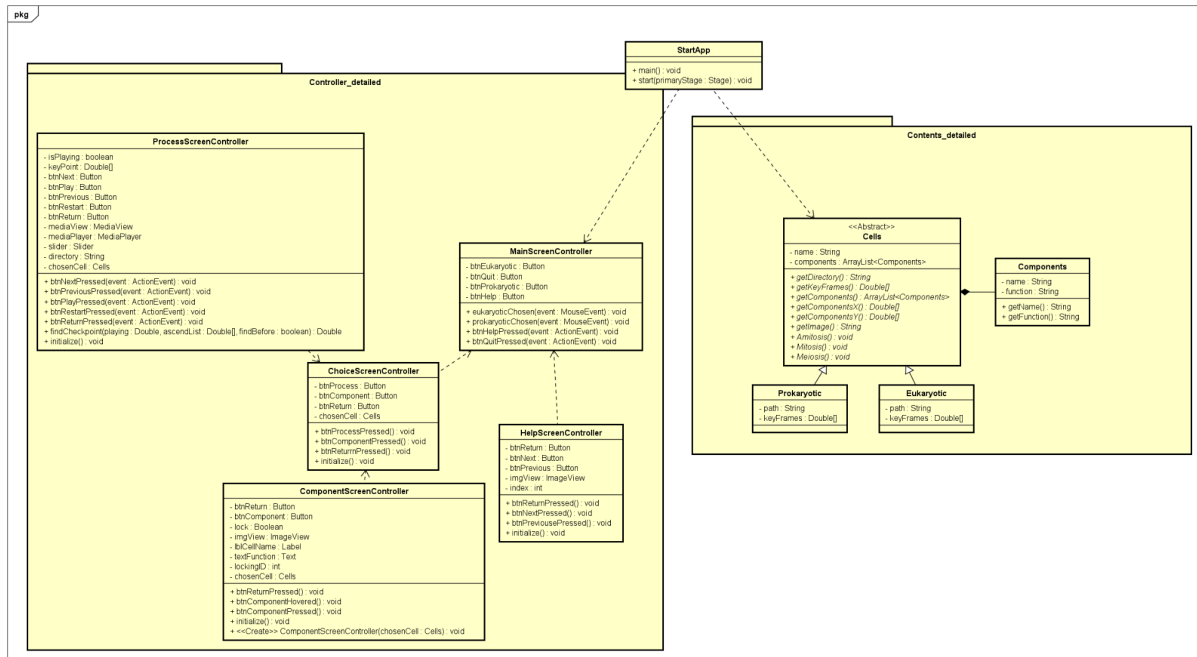 pkg
StartApp
+ main() : void
+ start(primaryStage : Stage) : void
Controller_detailed
ProcessScreenController
- isPlaying : boolean
- keyPoint : Double[]
- btnNext : Button
- btnPlay : Button
- btnPrevious : Button
- btnRestart : Button
- btnReturn : Button
- mediaView : MediaView
- mediaPlayer : MediaPlayer
- slider : Slider
- directory : String
- chosenCell : Cells
+ btnNextPressed(event : ActionEvent) : void
+ btnPreviousPressed(event : ActionEvent) : void
+ btnPlayPressed(event : ActionEvent) : void
+ btnRestartPressed(event : ActionEvent) : void
+ btnReturnPressed(event : ActionEvent) : void
+ findCheckpoint(playing : Double, ascendList : Double[], findBefore : boolean) : Double
+ initialize() : void
MainScreenController
- btnEukaryotic : Button
- btnQuit : Button
- btnProkaryotic : Button
- btnHelp : Button
+ eukaryoticChosen(event : MouseEvent) : void
+ prokaryoticChosen(event : MouseEvent) : void
+ btnHelpPressed(event : ActionEvent) : void
+ btnQuitPressed(event : ActionEvent) : void
ChoiceScreenController
- btnProcess : Button
- btnComponent : Button
- btnReturn : Button
- chosenCell : Cells
+ btnProcessPressed() : void
+ btnComponentPressed() : void
+ btnReturnPressed() : void
+ initialize() : void
HelpScreenController
- btnReturn : Button
- btnNext : Button
- btnPrevious : Button
- imgView : ImageView
- index : int
+ btnReturnPressed() : void
+ btnNextPressed() : void
+ btnPreviousePressed() : void
+ initialize() : void
ComponentScreenController
- btnReturn : Button
- btnComponent : Button
- lock : Boolean
- imgView : ImageView
- lblCellName : Label
- textFunction : Text
- lockingID : int
- chosenCell : Cells
+ btnReturnPressed() : void
+ btnComponentHovered() : void
+ btnComponentPressed() : void
+ initialize() : void
+ <<Create>> ComponentScreenController(chosenCell : Cells) : void
Contents_detailed
<<Abstract>>
Cells
- name : String
- components : ArrayList<Components>
+ getDirectory() : String
+ getKeyFrames() : Double[]
+ getComponents() : ArrayList<Components>
+ getComponentsX() : Double[]
+ getComponentsY() : Double[]
+ getImage() : String
+ Amitosis() : void
+ Mitosis() : void
+ Meiosis() : void
Components
- name : String
- function : String
+ getName() : String
+ getFunction() : String
Prokaryotic
- path : String
- keyFrames : Double[]
Eukaryotic
- path : String
- keyFrames : Double[]